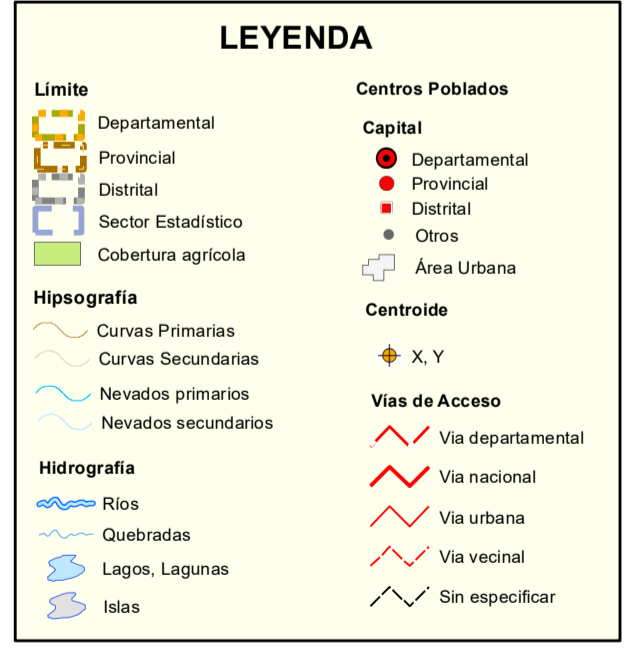 LEYENDA
Límite
Departamental
Provincial
Distrital
Sector Estadístico
Cobertura agrícola
Hipsografía
Curvas Primarias
Curvas Secundarias
Nevados primarios
Nevados secundarios
Hidrografía
Ríos
Quebradas
Lagos, Lagunas
Islas
Centros Poblados
Capital
Departamental
Provincial
Distrital
Otros
Área Urbana
Centroide
X, Y
Vías de Acceso
Via departamental
Via nacional
Via urbana
Via vecinal
Sin especificar